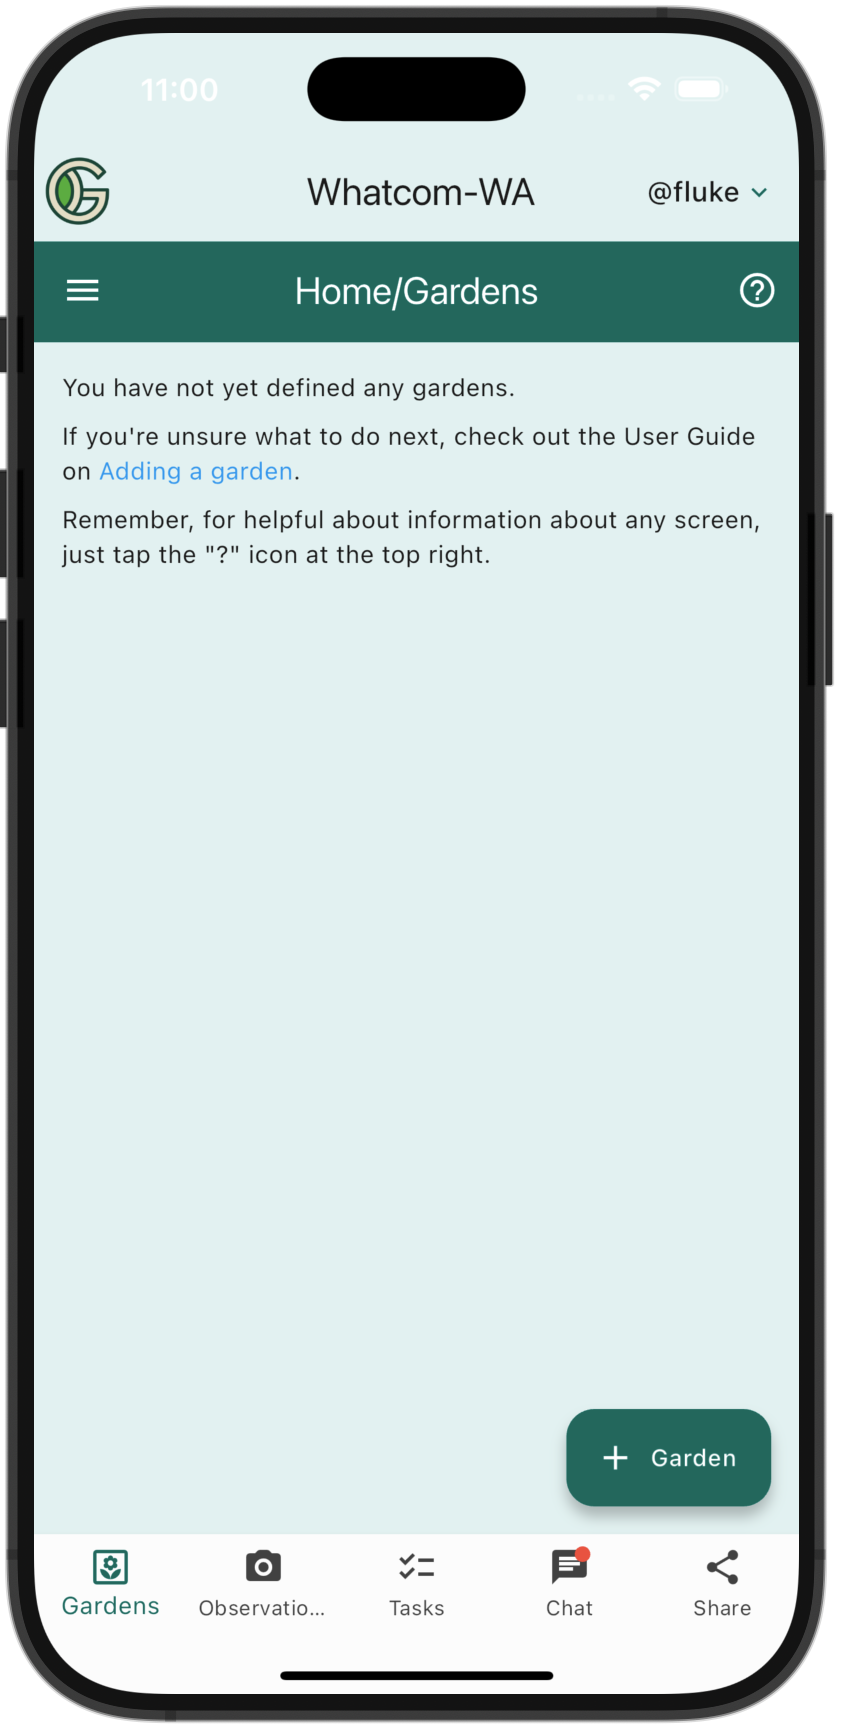 11:00
Whatcom-WA
@fluke
Home/Gardens
You have not yet defined any gardens.
If you're unsure what to do next, check out the User Guide
on Adding a garden.
Remember, for helpful about information about any screen,
just tap the "?" icon at the top right.
+ Garden
Gardens
Observatio...
Tasks
Chat
Share